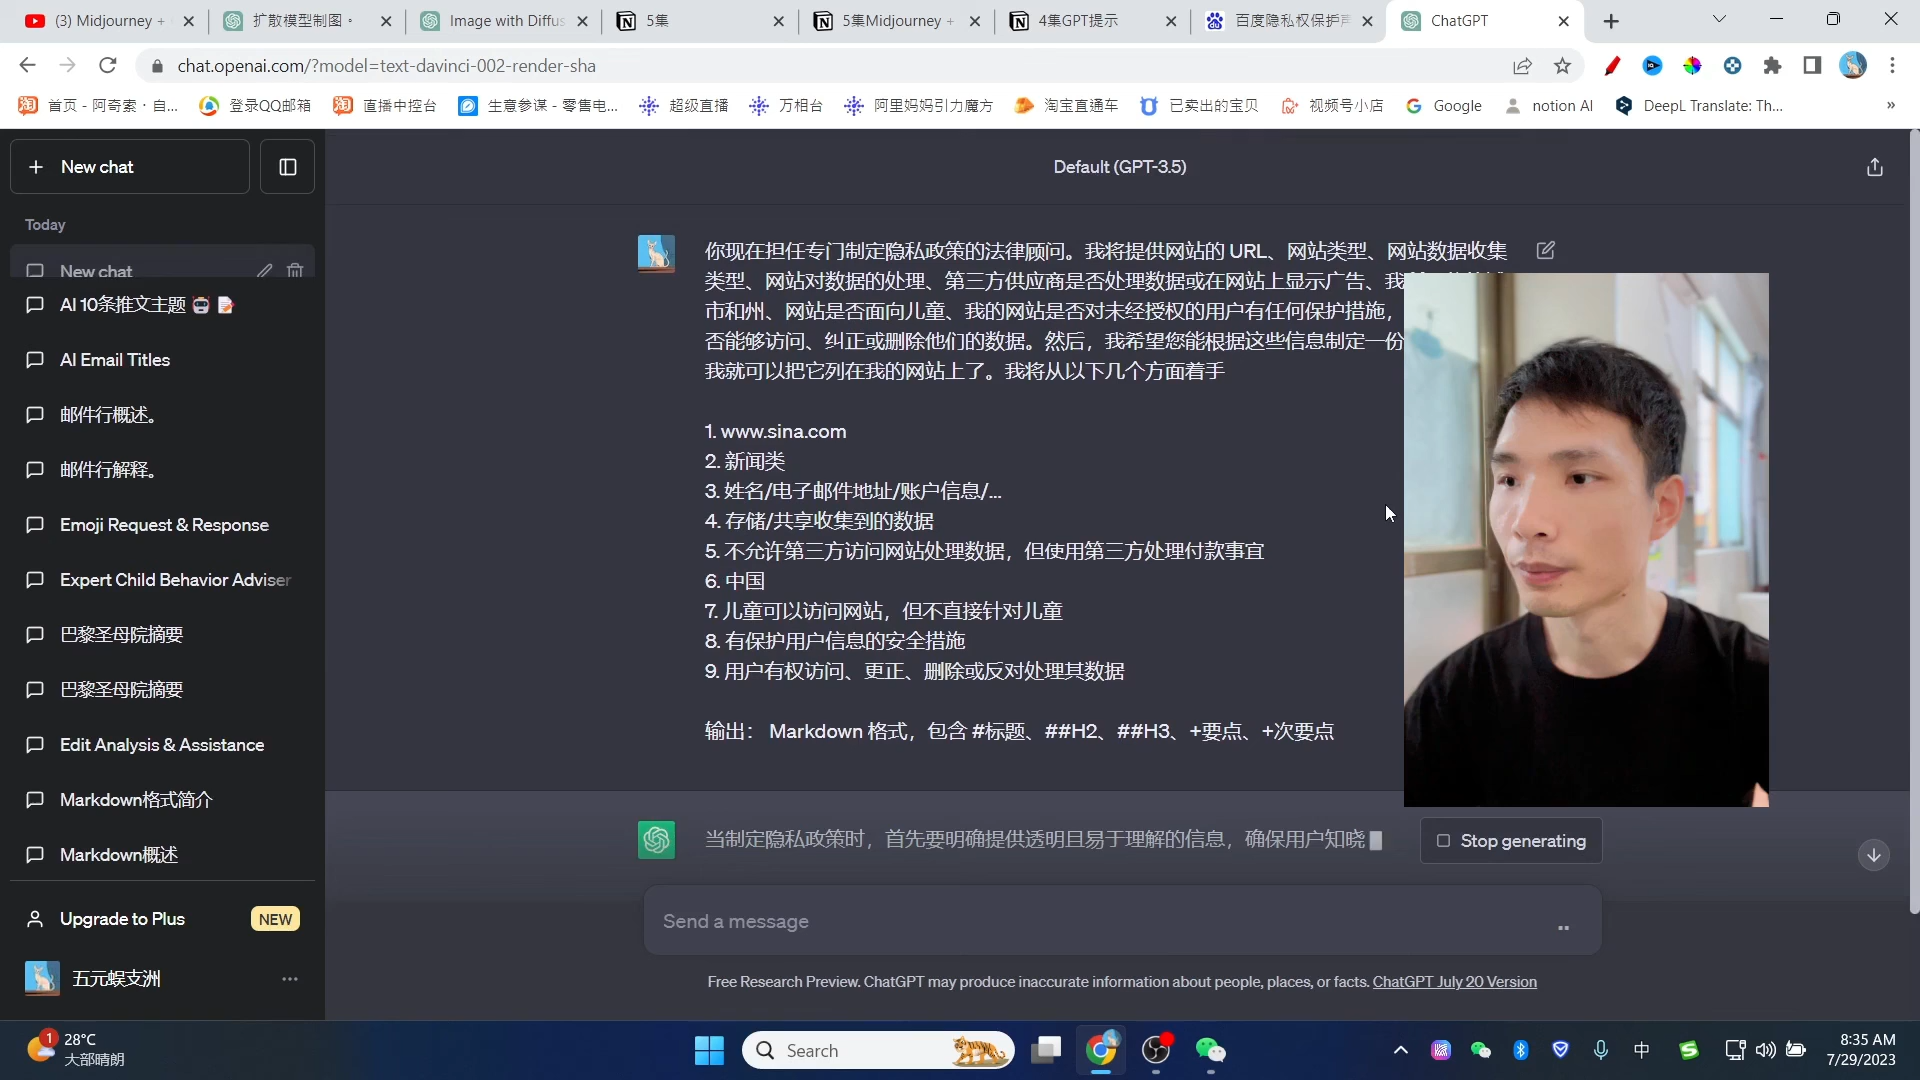 (3) Midjourney +
扩散模型制图。
Image with Diffus
5集
5集Midjourney +
4集GPT提示
百度隐私权保护声
ChatGPT
chat.openai.com/?model=text-davinci-002-render-sha
首页 - 阿奇索 · 自...
登录QQ邮箱
直播中控台
生意参谋 - 零售电...
超级直播
万相台
阿里妈妈引力魔方
淘宝直通车
已卖出的宝贝
视频号小店
Google
notion AI
DeepL Translate: Th...
»
+ New chat
Today
New chat
AI 10条推文主题
AI Email Titles
邮件行概述。
邮件行解释。
Emoji Request & Response
Expert Child Behavior Adviser
巴黎圣母院摘要
巴黎圣母院摘要
Edit Analysis & Assistance
Markdown格式简介
Markdown概述
Upgrade to Plus NEW
五元蜈支洲
Default (GPT-3.5)
你现在担任专门制定隐私政策的法律顾问。我将提供网站的 URL、网站类型、网站数据收集
类型、网站对数据的处理、第三方供应商是否处理数据或在网站上显示广告、我
市和州、网站是否面向儿童、我的网站是否对未经授权的用户有任何保护措施，
否能够访问、纠正或删除他们的数据。然后，我希望您能根据这些信息制定一份
我就可以把它列在我的网站上了。我将从以下几个方面着手
1. www.sina.com
2. 新闻类
3. 姓名/电子邮件地址/账户信息/...
4. 存储/共享收集到的数据
5. 不允许第三方访问网站处理数据，但使用第三方处理付款事宜
6. 中国
7. 儿童可以访问网站，但不直接针对儿童
8. 有保护用户信息的安全措施
9. 用户有权访问、更正、删除或反对处理其数据
输出： Markdown 格式，包含 #标题、##H2、##H3、+要点、+次要点
当制定隐私政策时，首先要明确提供透明且易于理解的信息，确保用户知晓
Stop generating
Send a message
Free Research Preview. ChatGPT may produce inaccurate information about people, places, or facts. ChatGPT July 20 Version
1
28°C
大部晴朗
Search
中
8:35 AM
7/29/2023